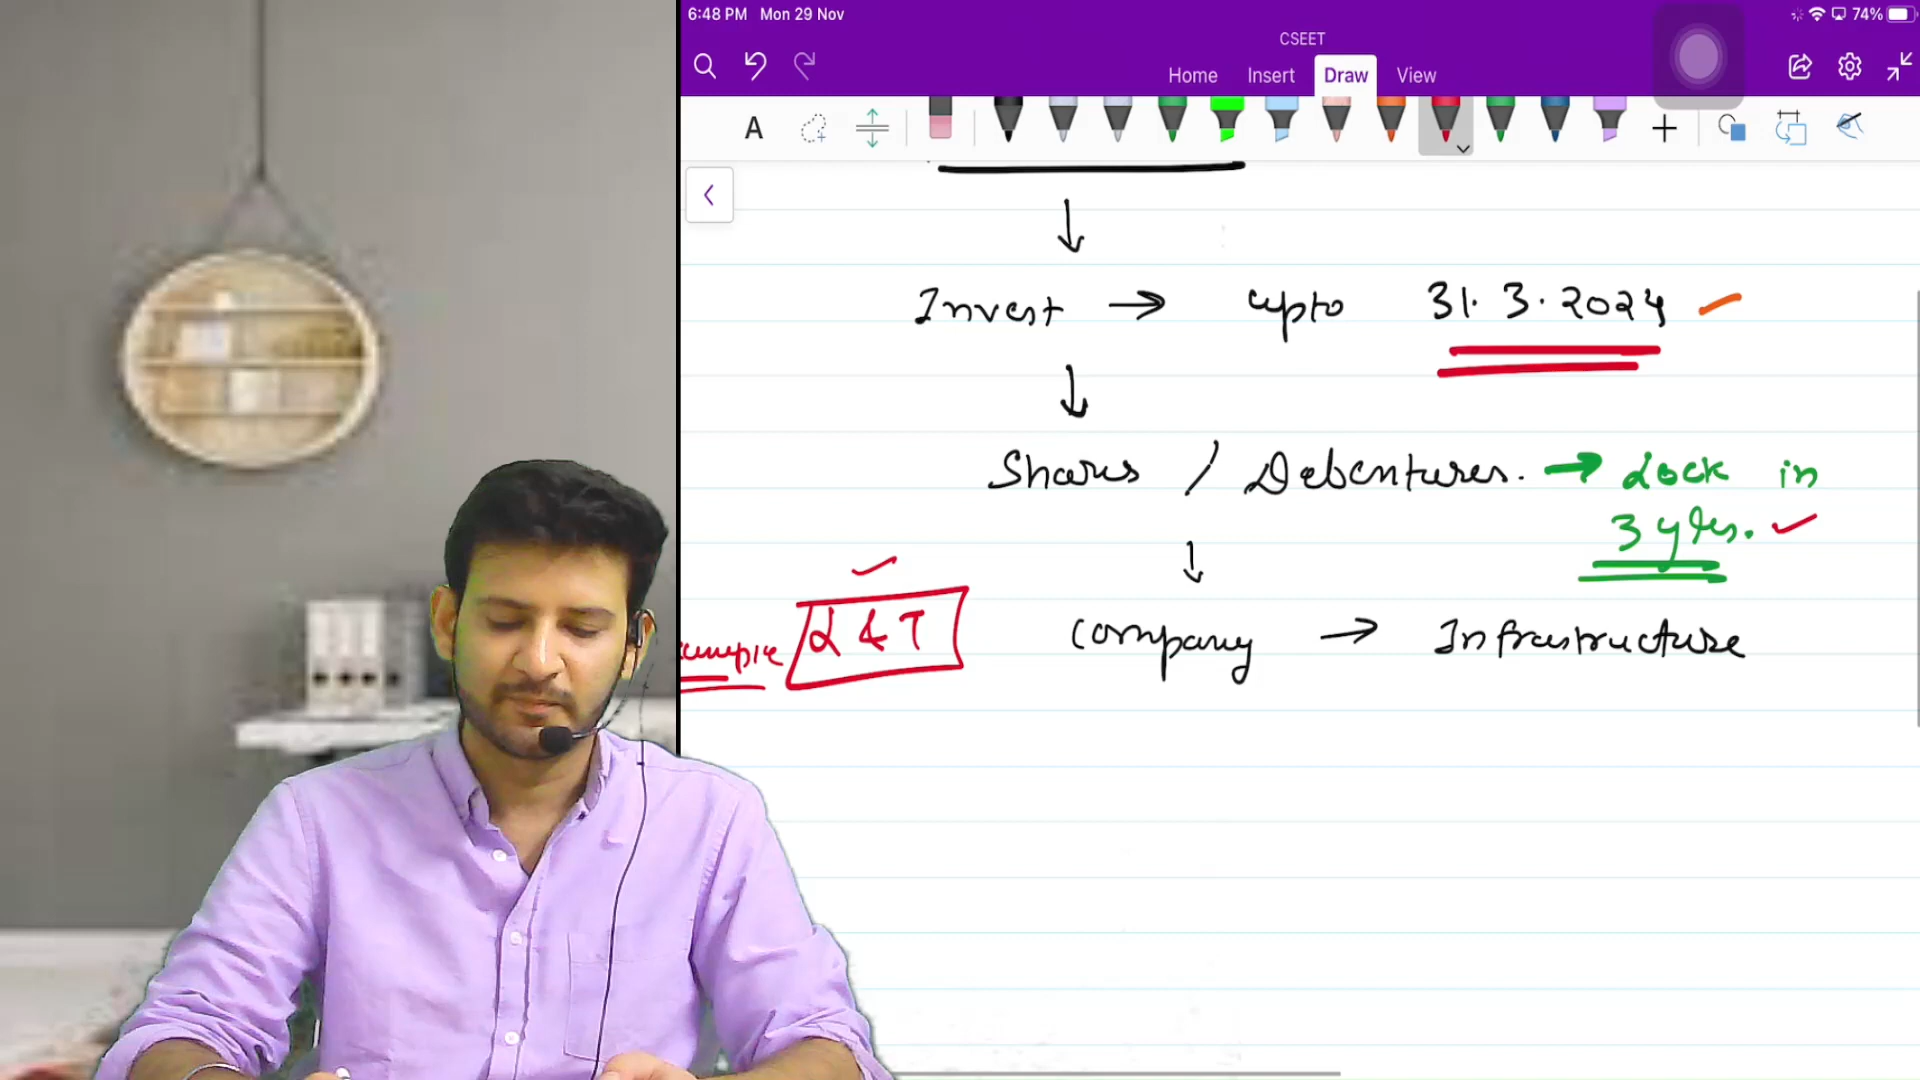 6:48 PM Mon 29 Nov
74%
CSEET
Home Insert Draw View
A
Invest → upto 31.3.2024
Shares / Debentures. → Lock in
3 yrs.
L & T
Company → Infrastructure